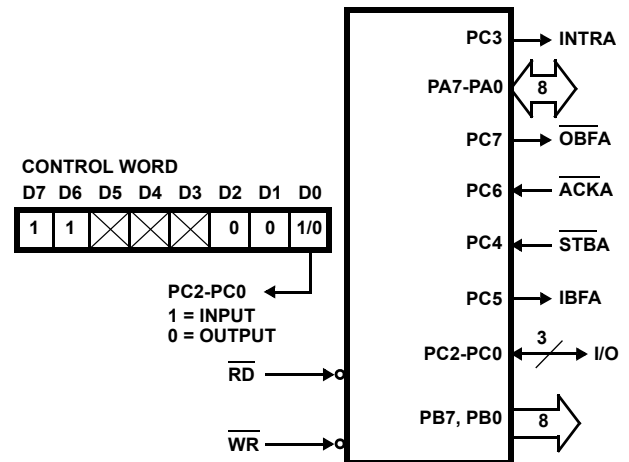 PC3 INTRA
PA7-PA0 8
PC7 OBFA
CONTROL WORD
D7 D6 D5 D4 D3 D2 D1 D0
1 1 0 0 1/0
PC6 ACKA
PC4 STBA
PC2-PC0
1 = INPUT
0 = OUTPUT
PC5 IBFA
PC2-PC0 3 I/O
RD
PB7, PB0 8
WR